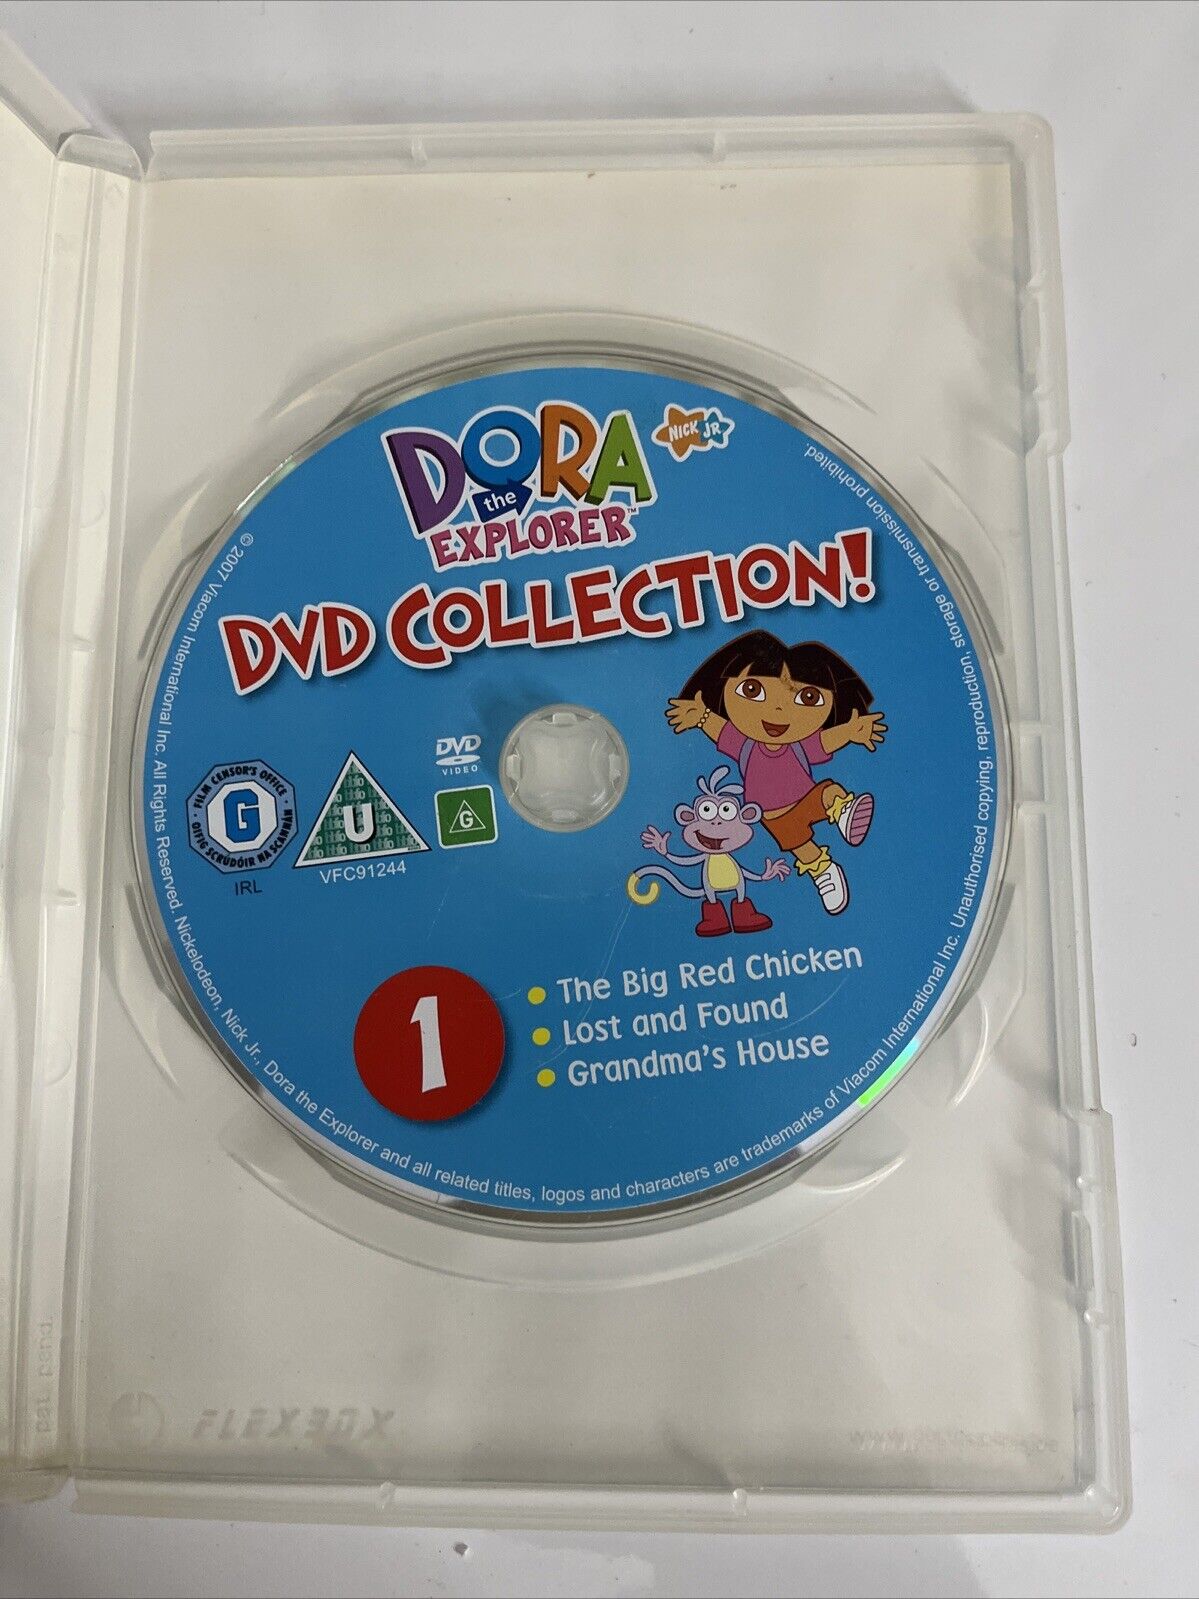 DORA
the
EXPLORER™
NICK JR
DVD COLLECTION!
FILM CENSOR'S OFFICE
G
OIFIG SCRÚDÓIR NA SCANNÁN
IRL
U
VFC91244
DVD
VIDEO
G
1
The Big Red Chicken
Lost and Found
Grandma's House
© 2007 Viacom International Inc. All Rights Reserved. Nickelodeon, Nick Jr., Dora the Explorer and all related titles, logos and characters are trademarks of Viacom International Inc. Unauthorised copying, reproduction, storage or transmission prohibited.
FLEXBOX